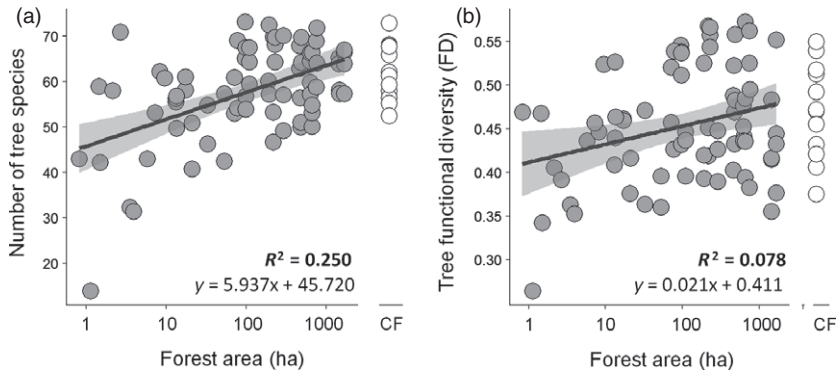 (a)
Number of tree species
70
60
50
40
30
20
R² = 0.250
y = 5.937x + 45.720
1 10 100 1000 CF
Forest area (ha)
(b)
Tree functional diversity (FD)
0.55
0.50
0.45
0.40
0.35
0.30
R² = 0.078
y = 0.021x + 0.411
1 10 100 1000 CF
Forest area (ha)